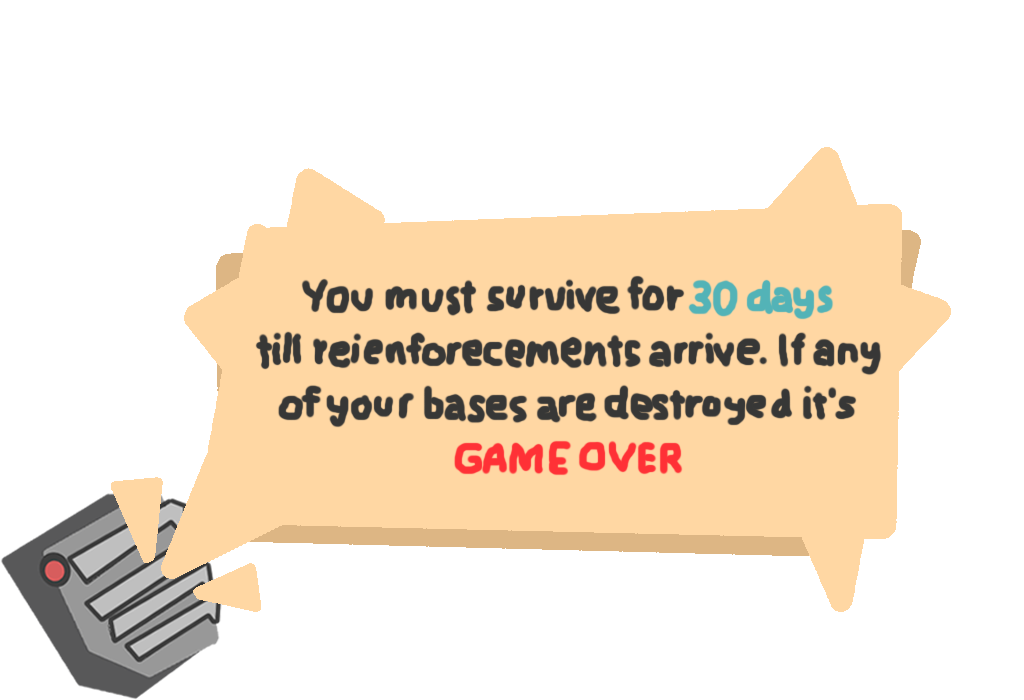 You must survive for 30 days
till reienforecements arrive. If any
of your bases are destroyed it's
GAME OVER